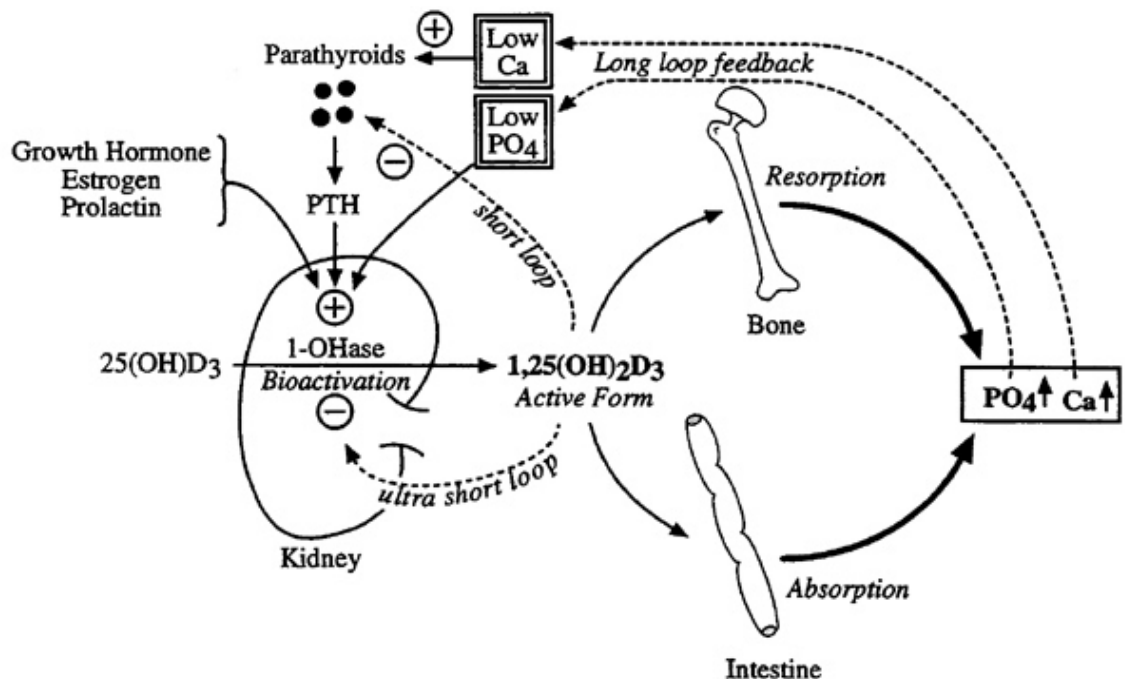 +
Low
Ca
Parathyroids
Long loop feedback
Low
PO4
−
Growth Hormone
Estrogen
Prolactin
PTH
short loop
Resorption
+
Bone
25(OH)D3
1-OHase
Bioactivation
1,25(OH)2D3
Active Form
PO4 Ca
−
ultra short loop
Kidney
Absorption
Intestine